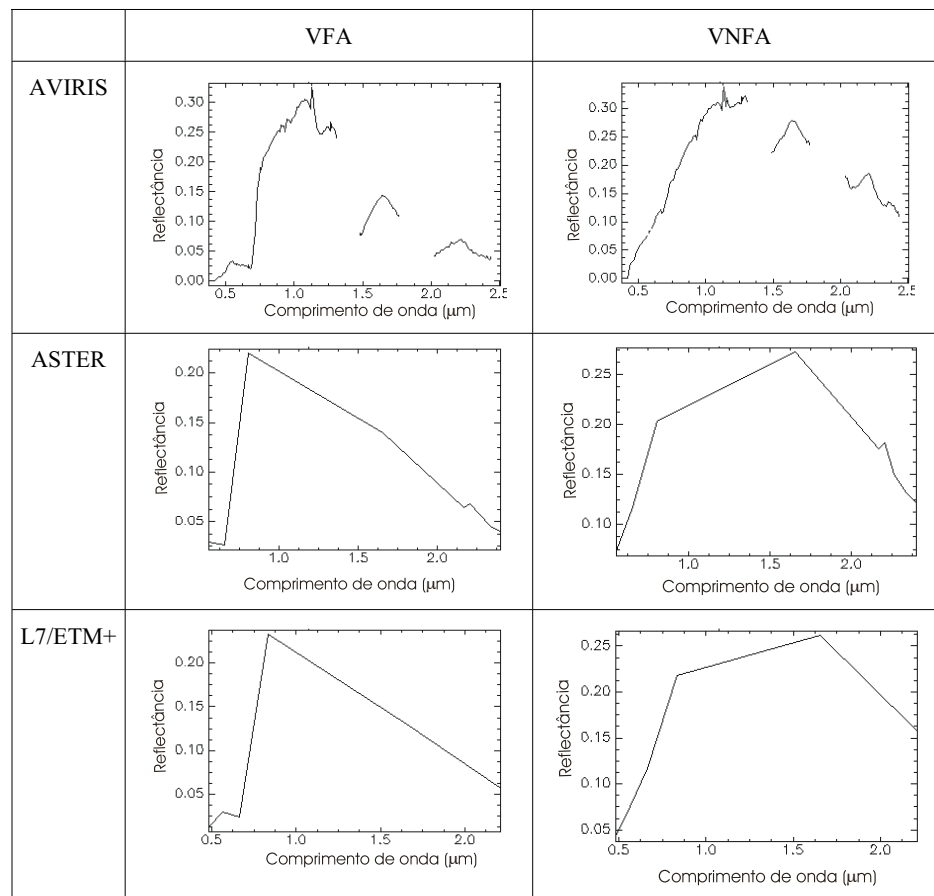 VFA VNFA
AVIRIS
Reflectância
0.30
0.25
0.20
0.15
0.10
0.05
0.00
0.5 1.0 1.5 2.0 2.5
Comprimento de onda (μm)
Reflectância
0.30
0.25
0.20
0.15
0.10
0.05
0.00
0.5 1.0 1.5 2.0 2.5
Comprimento de onda (μm)
ASTER
Reflectância
0.20
0.15
0.10
0.05
1.0 1.5 2.0
Comprimento de onda (μm)
Reflectância
0.25
0.20
0.15
0.10
1.0 1.5 2.0
Comprimento de onda (μm)
L7/ETM+
Reflectância
0.20
0.15
0.10
0.05
0.5 1.0 1.5 2.0
Comprimento de onda (μm)
Reflectância
0.25
0.20
0.15
0.10
0.05
0.5 1.0 1.5 2.0
Comprimento de onda (μm)